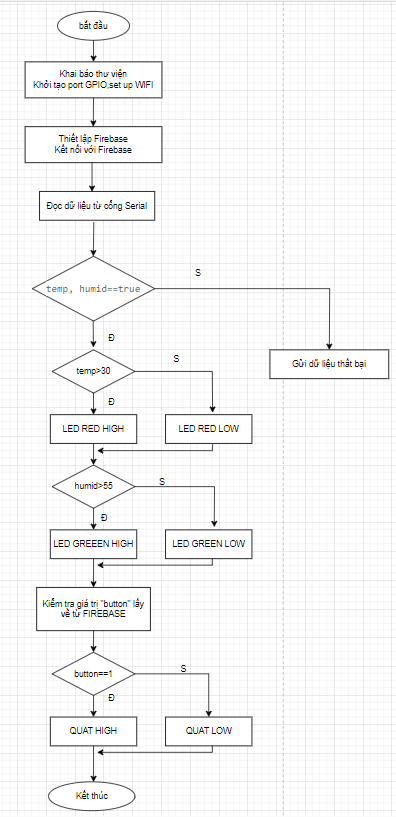 bắt đầu
Khai báo thư viện
Khởi tạo port GPIO,set up WIFI
Thiết lập Firebase
Kết nối với Firebase
Đọc dữ liệu từ cổng Serial
S
temp, humid==true
Đ
S
Gửi dữ liệu thất bại
temp>30
Đ
LED RED HIGH
LED RED LOW
S
humid>55
Đ
LED GREEEN HIGH
LED GREEN LOW
Kiểm tra giá trị "button" lấy
về từ FIREBASE
S
button==1
Đ
QUAT HIGH
QUAT LOW
Kết thúc